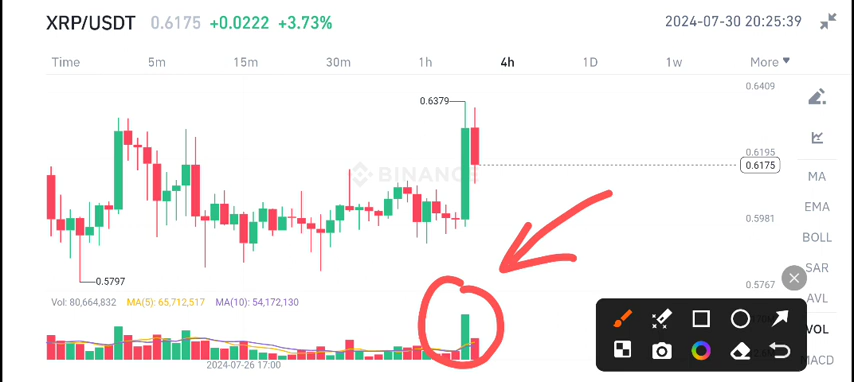 XRP/USDT 0.6175 +0.0222 +3.73% 2024-07-30 20:25:39
Time 5m 15m 30m 1h 4h 1D 1w More
0.6409
0.6379
0.6195
BINANCE
0.6175
MA
EMA
0.5981
BOLL
SAR
0.5797
0.5767
AVL
Vol: 80,664,832 MA(5): 65,712,517 MA(10): 54,172,130
VOL
MACD
2024-07-26 17:00